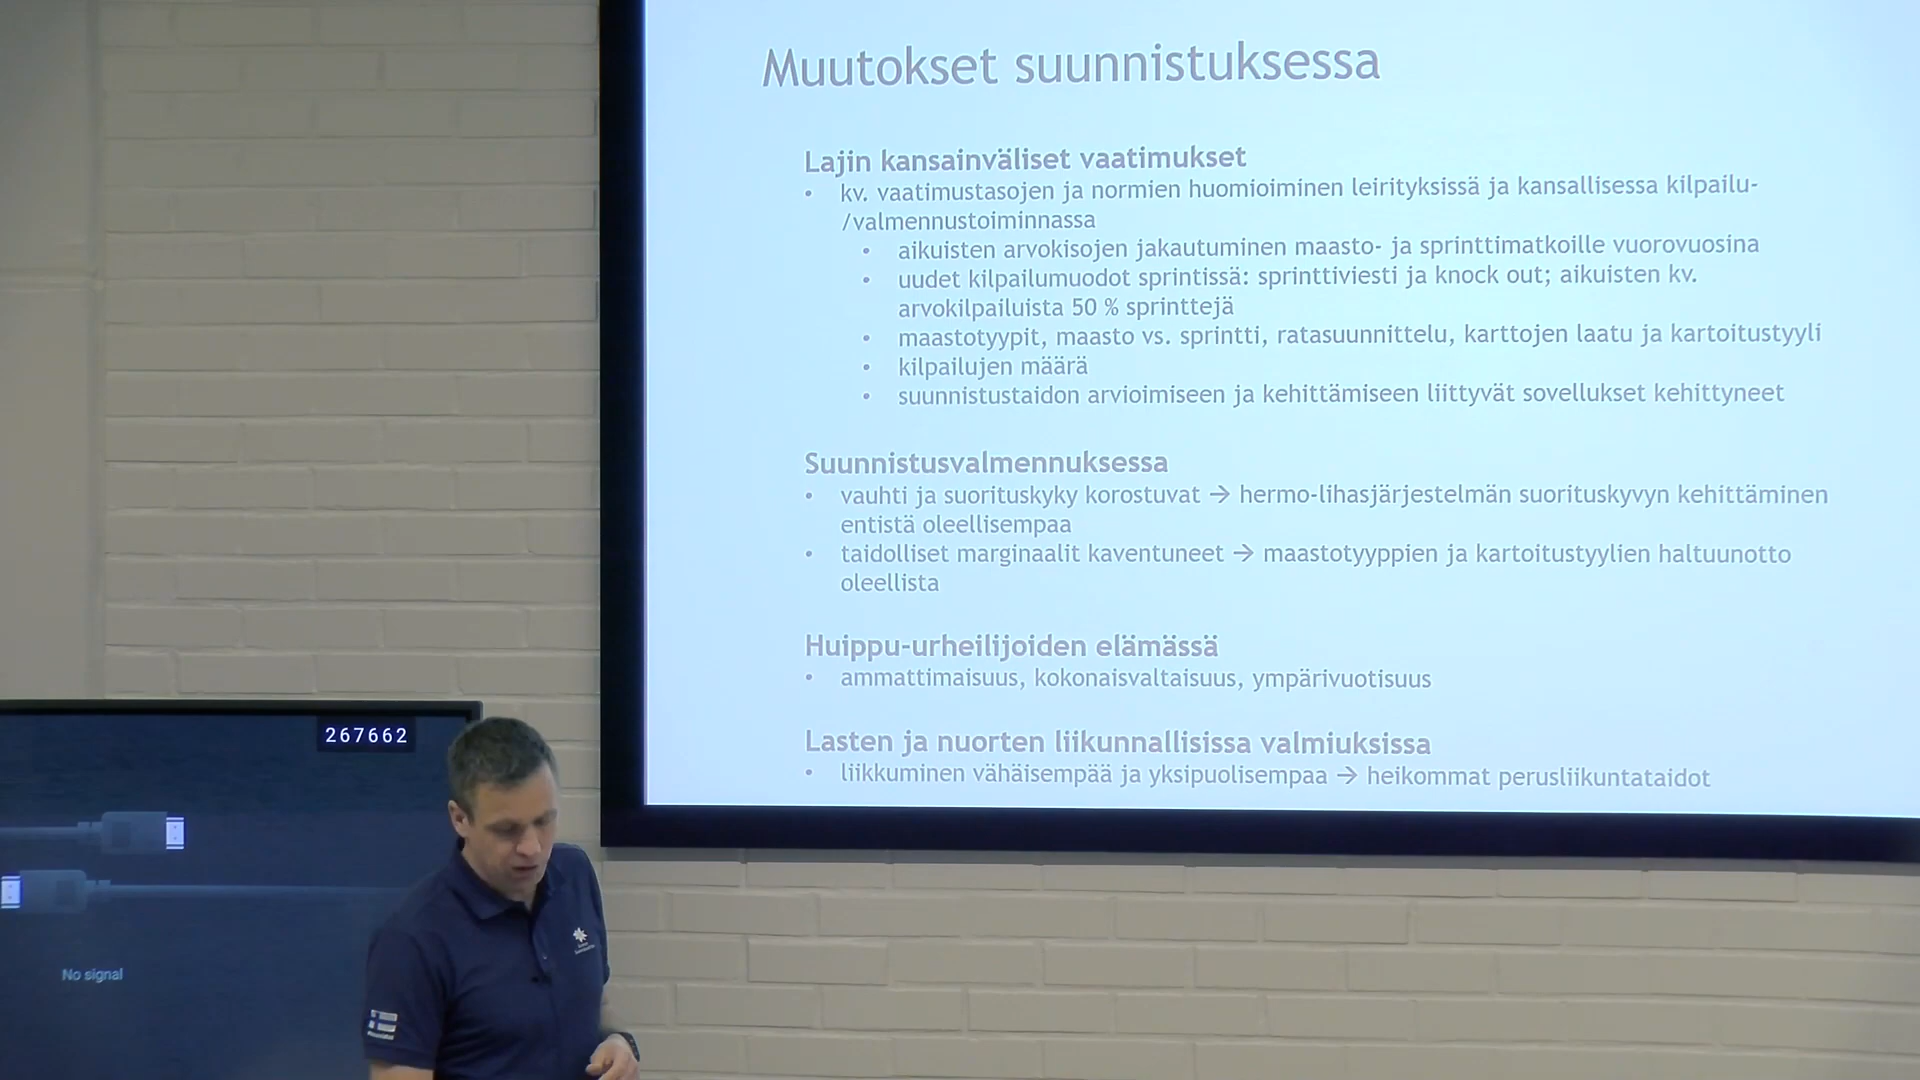 Muutokset suunnistuksessa
Lajin kansainväliset vaatimukset
• kv. vaatimustasojen ja normien huomioiminen leirityksissä ja kansallisessa kilpailu-
/valmennustoiminnassa
• aikuisten arvokisojen jakautuminen maasto- ja sprinttimatkoille vuorovuosina
• uudet kilpailumuodot sprintissä: sprinttiviesti ja knock out; aikuisten kv.
arvokilpailuista 50 % sprinttejä
• maastotyypit, maasto vs. sprintti, ratasuunnittelu, karttojen laatu ja kartoitustyyli
• kilpailujen määrä
• suunnistustaidon arvioimiseen ja kehittämiseen liittyvät sovellukset kehittyneet
Suunnistusvalmennuksessa
• vauhti ja suorituskyky korostuvat → hermo-lihasjärjestelmän suorituskyvyn kehittäminen
entistä oleellisempaa
• taidolliset marginaalit kaventuneet → maastotyyppien ja kartoitustyylien haltuunotto
oleellista
Huippu-urheilijoiden elämässä
• ammattimaisuus, kokonaisvaltaisuus, ympärivuotisuus
Lasten ja nuorten liikunnallisissa valmiuksissa
• liikkuminen vähäisempää ja yksipuolisempaa → heikommat perusliikuntataidot
267662
No signal